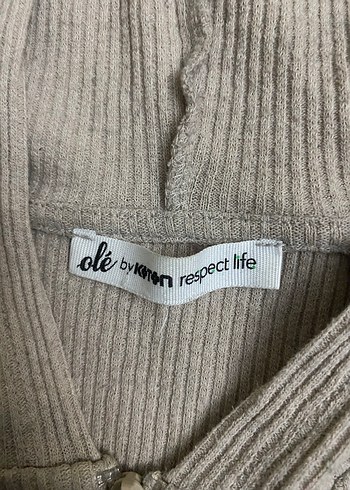 olé by KOTON respect life